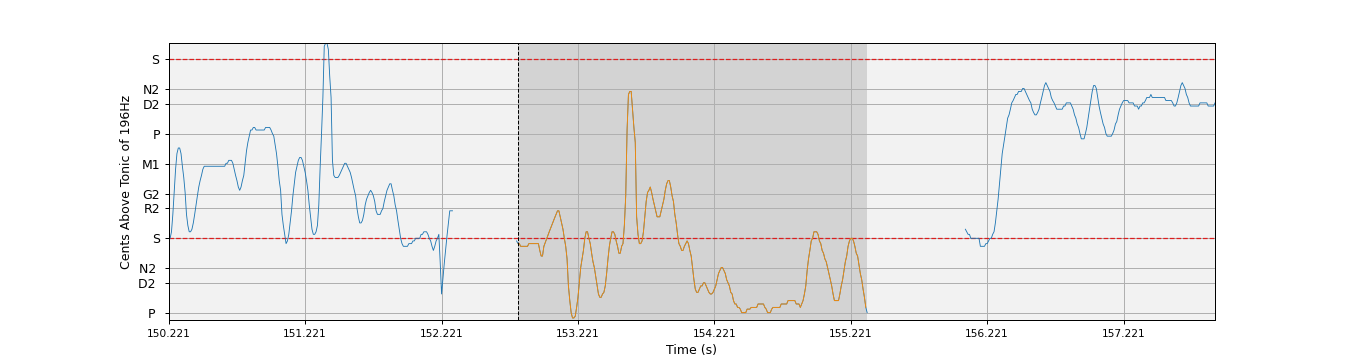 Cents Above Tonic of 196Hz
S
N2
D2
P
M1
G2
R2
S
N2
D2
P
150.221 151.221 152.221 153.221 154.221 155.221 156.221 157.221
Time (s)